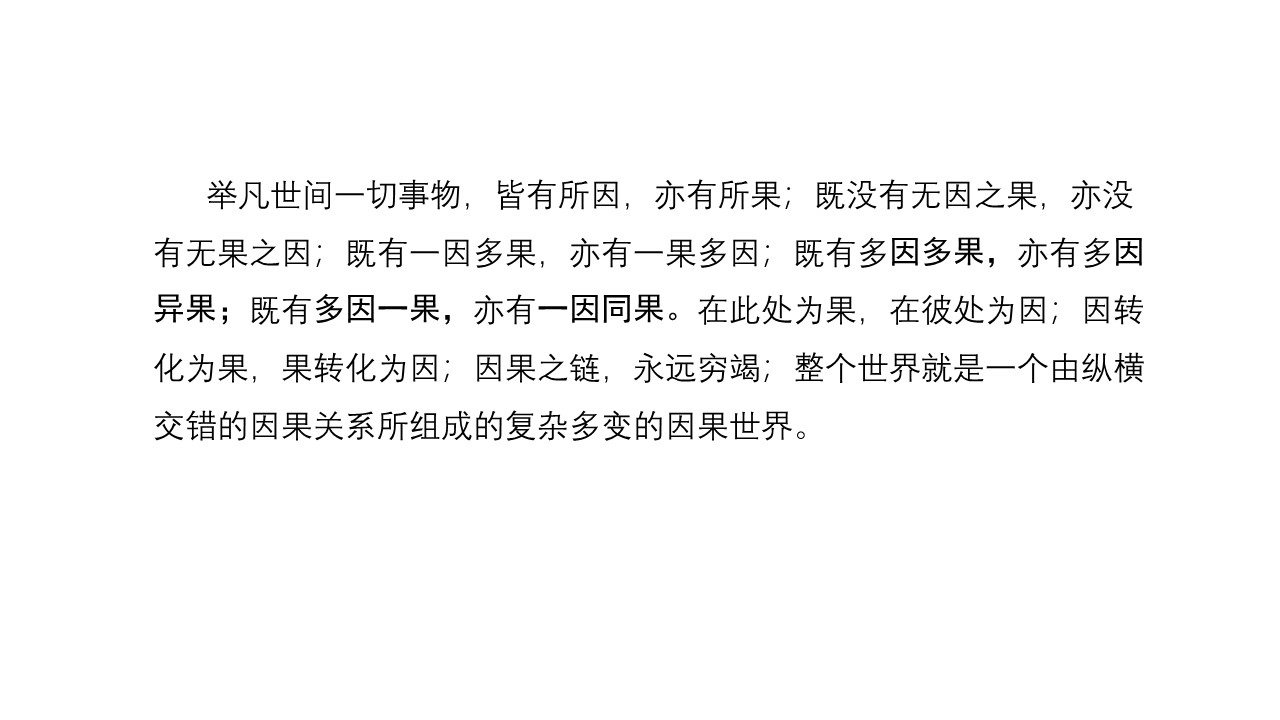 举凡世间一切事物，皆有所因，亦有所果；既没有无因之果，亦没
有无果之因；既有一因多果，亦有一果多因；既有多因多果，亦有多因
异果；既有多因一果，亦有一因同果。在此处为果，在彼处为因；因转
化为果，果转化为因；因果之链，永远穷竭；整个世界就是一个由纵横
交错的因果关系所组成的复杂多变的因果世界。